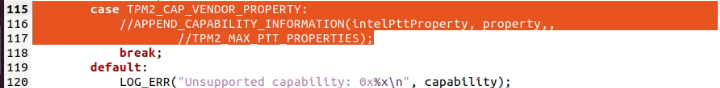 115 case TPM2_CAP_VENDOR_PROPERTY:
116 //APPEND_CAPABILITY_INFORMATION(intelPttProperty, property,,
117 //TPM2_MAX_PTT_PROPERTIES);
118 break;
119 default:
120 LOG_ERR("Unsupported capability: 0x%x\n", capability);